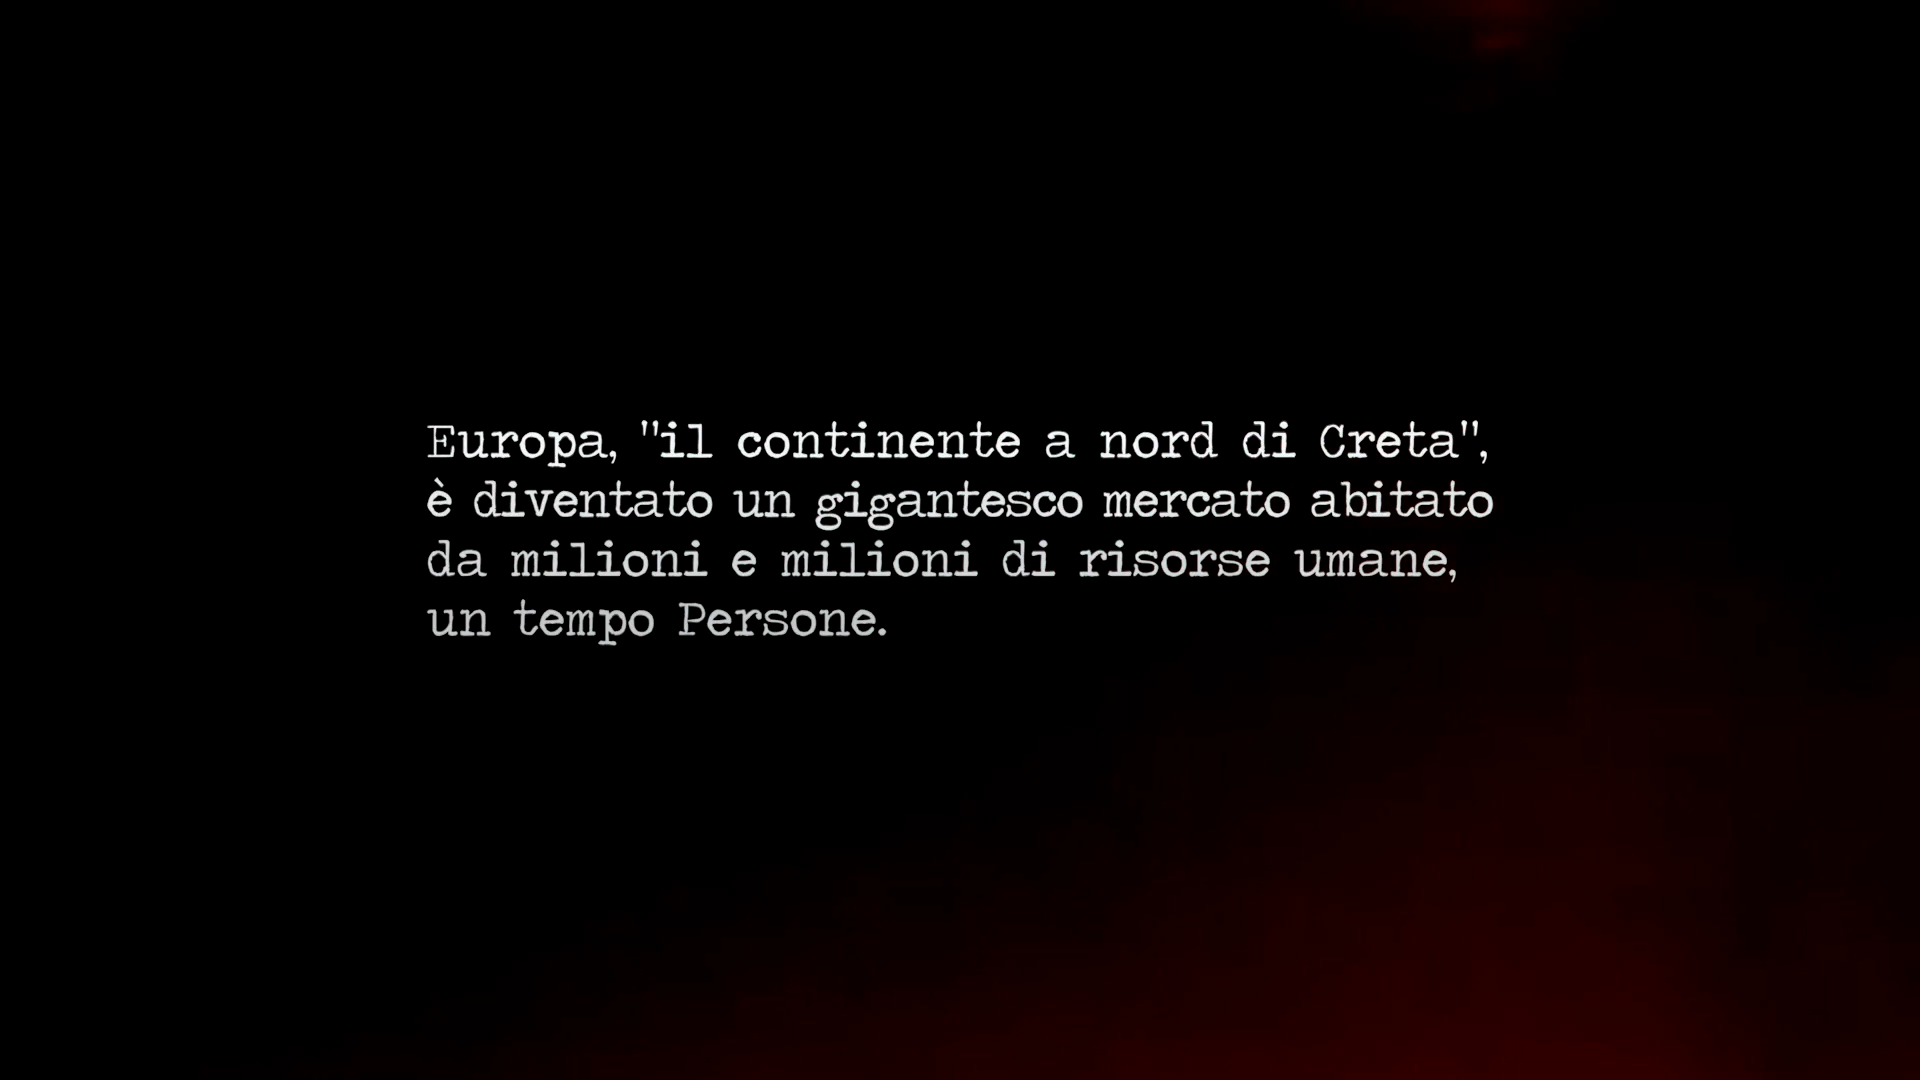 Europa, "il continente a nord di Creta",
è diventato un gigantesco mercato abitato
da milioni e milioni di risorse umane,
un tempo Persone.